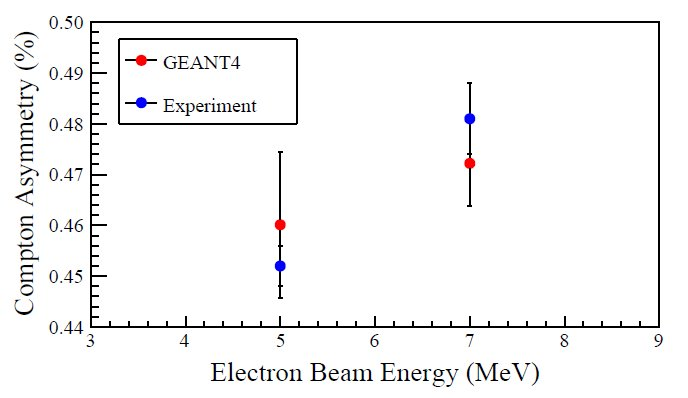 0.50
0.49
0.48
0.47
0.46
0.45
0.44
Compton Asymmetry (%)
GEANT4
Experiment
3 4 5 6 7 8 9
Electron Beam Energy (MeV)